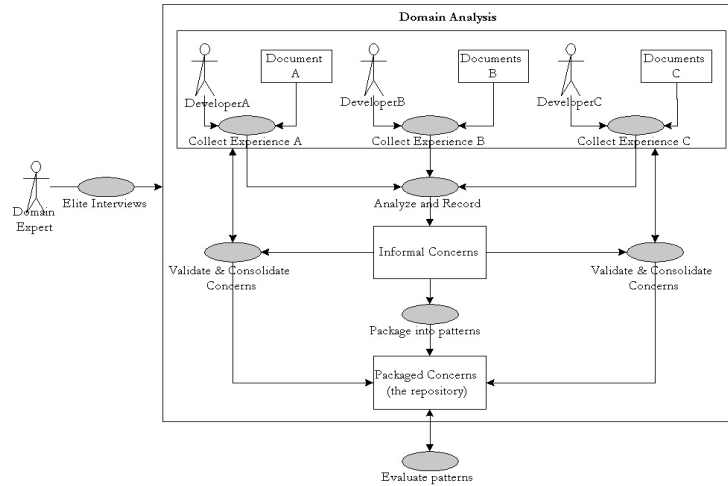 Domain Analysis
Document
A
Documents
B
Documents
C
DeveloperA
DeveloperB
DeveloperC
Collect Experience A
Collect Experience B
Collect Experience C
Domain
Expert
Elite Interviews
Analyze and Record
Informal Concerns
Validate & Consolidate
Concerns
Validate & Consolidate
Concerns
Package into patterns
Packaged Concerns
(the repository)
Evaluate patterns